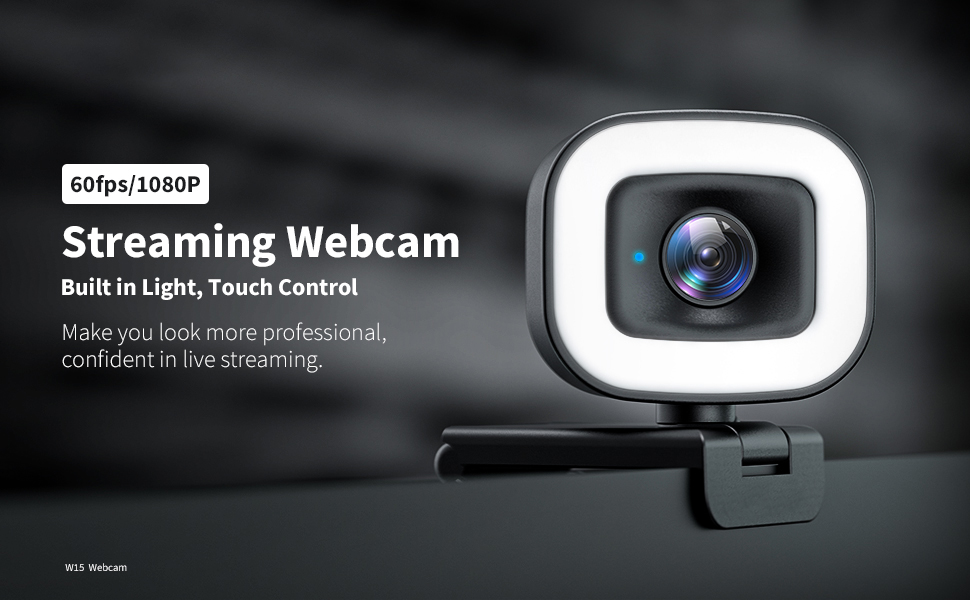 60fps/1080P
Streaming Webcam
Built in Light, Touch Control
Make you look more professional,
confident in live streaming.
W15 Webcam